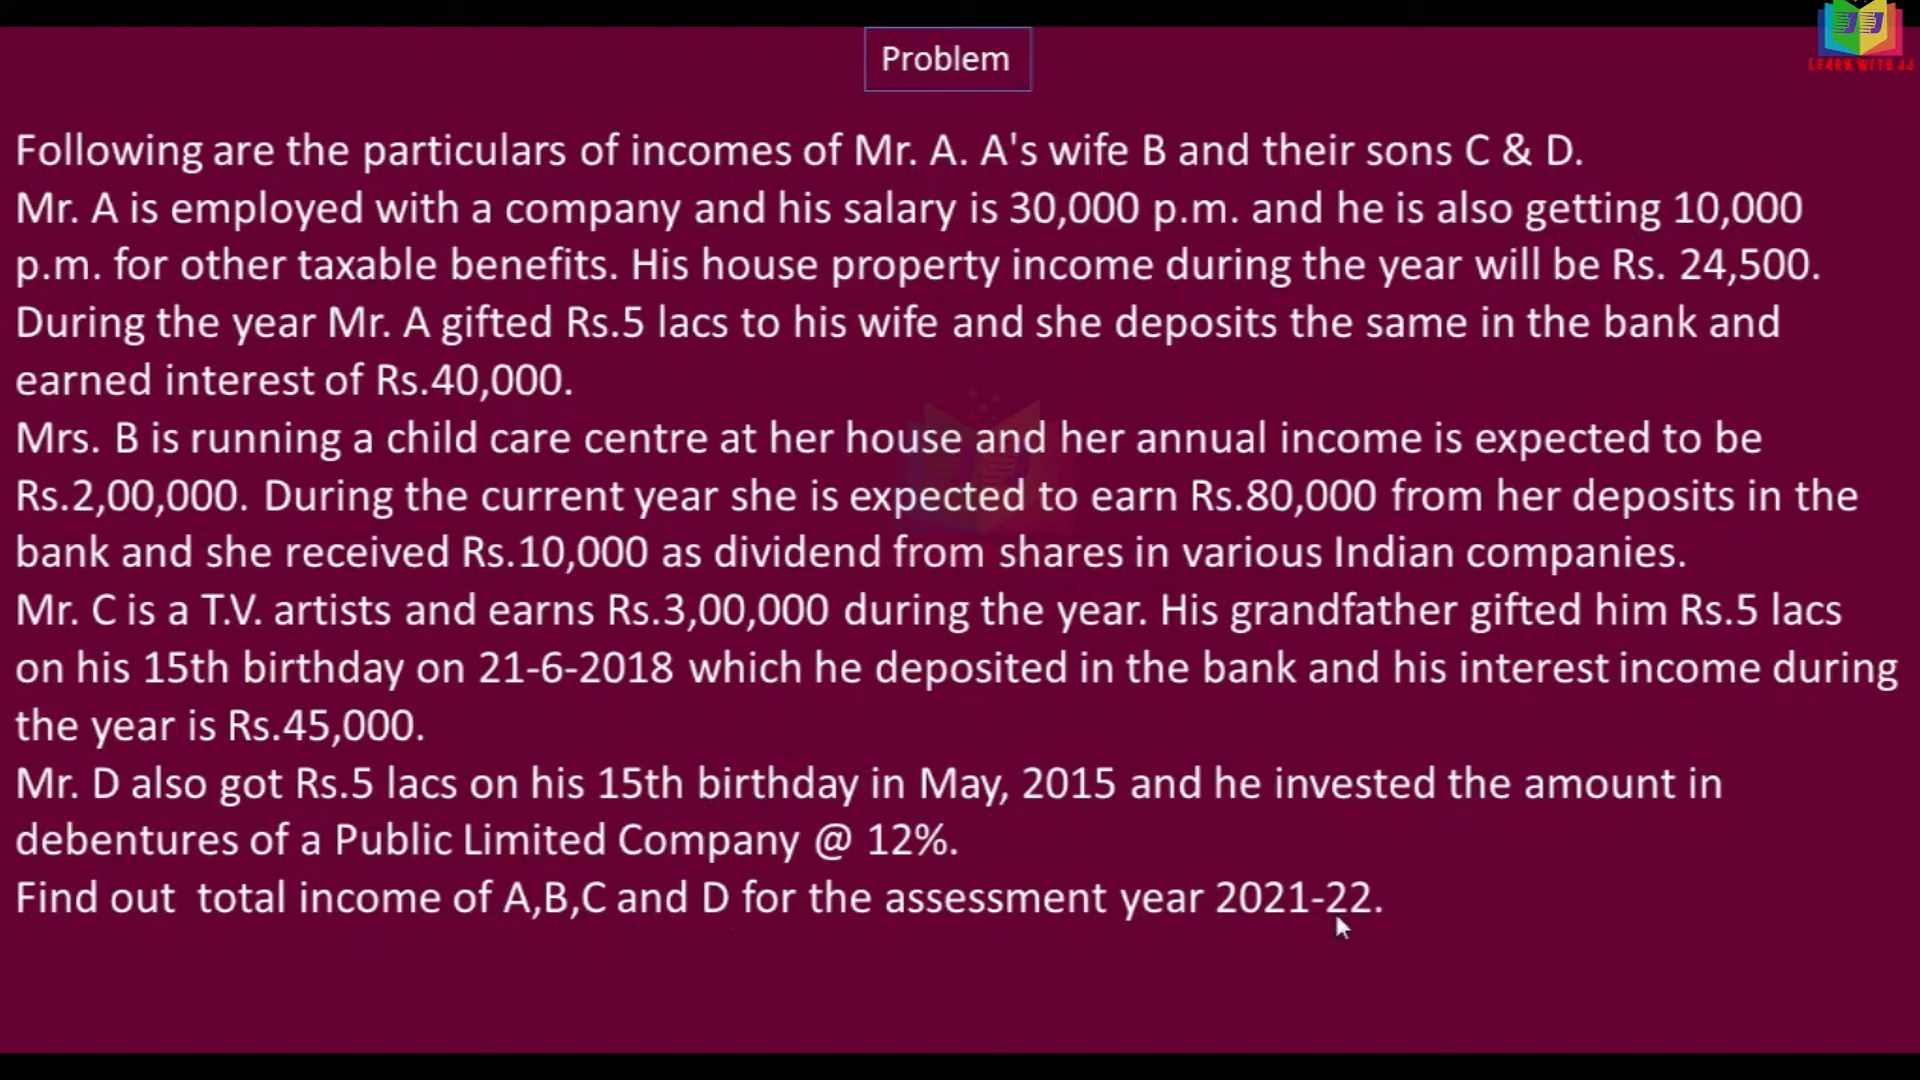 LEARN WITH JJ
Problem
Following are the particulars of incomes of Mr. A. A's wife B and their sons C & D.
Mr. A is employed with a company and his salary is 30,000 p.m. and he is also getting 10,000
p.m. for other taxable benefits. His house property income during the year will be Rs. 24,500.
During the year Mr. A gifted Rs.5 lacs to his wife and she deposits the same in the bank and
earned interest of Rs.40,000.
Mrs. B is running a child care centre at her house and her annual income is expected to be
Rs.2,00,000. During the current year she is expected to earn Rs.80,000 from her deposits in the
bank and she received Rs.10,000 as dividend from shares in various Indian companies.
Mr. C is a T.V. artists and earns Rs.3,00,000 during the year. His grandfather gifted him Rs.5 lacs
on his 15th birthday on 21-6-2018 which he deposited in the bank and his interest income during
the year is Rs.45,000.
Mr. D also got Rs.5 lacs on his 15th birthday in May, 2015 and he invested the amount in
debentures of a Public Limited Company @ 12%.
Find out total income of A,B,C and D for the assessment year 2021-22.